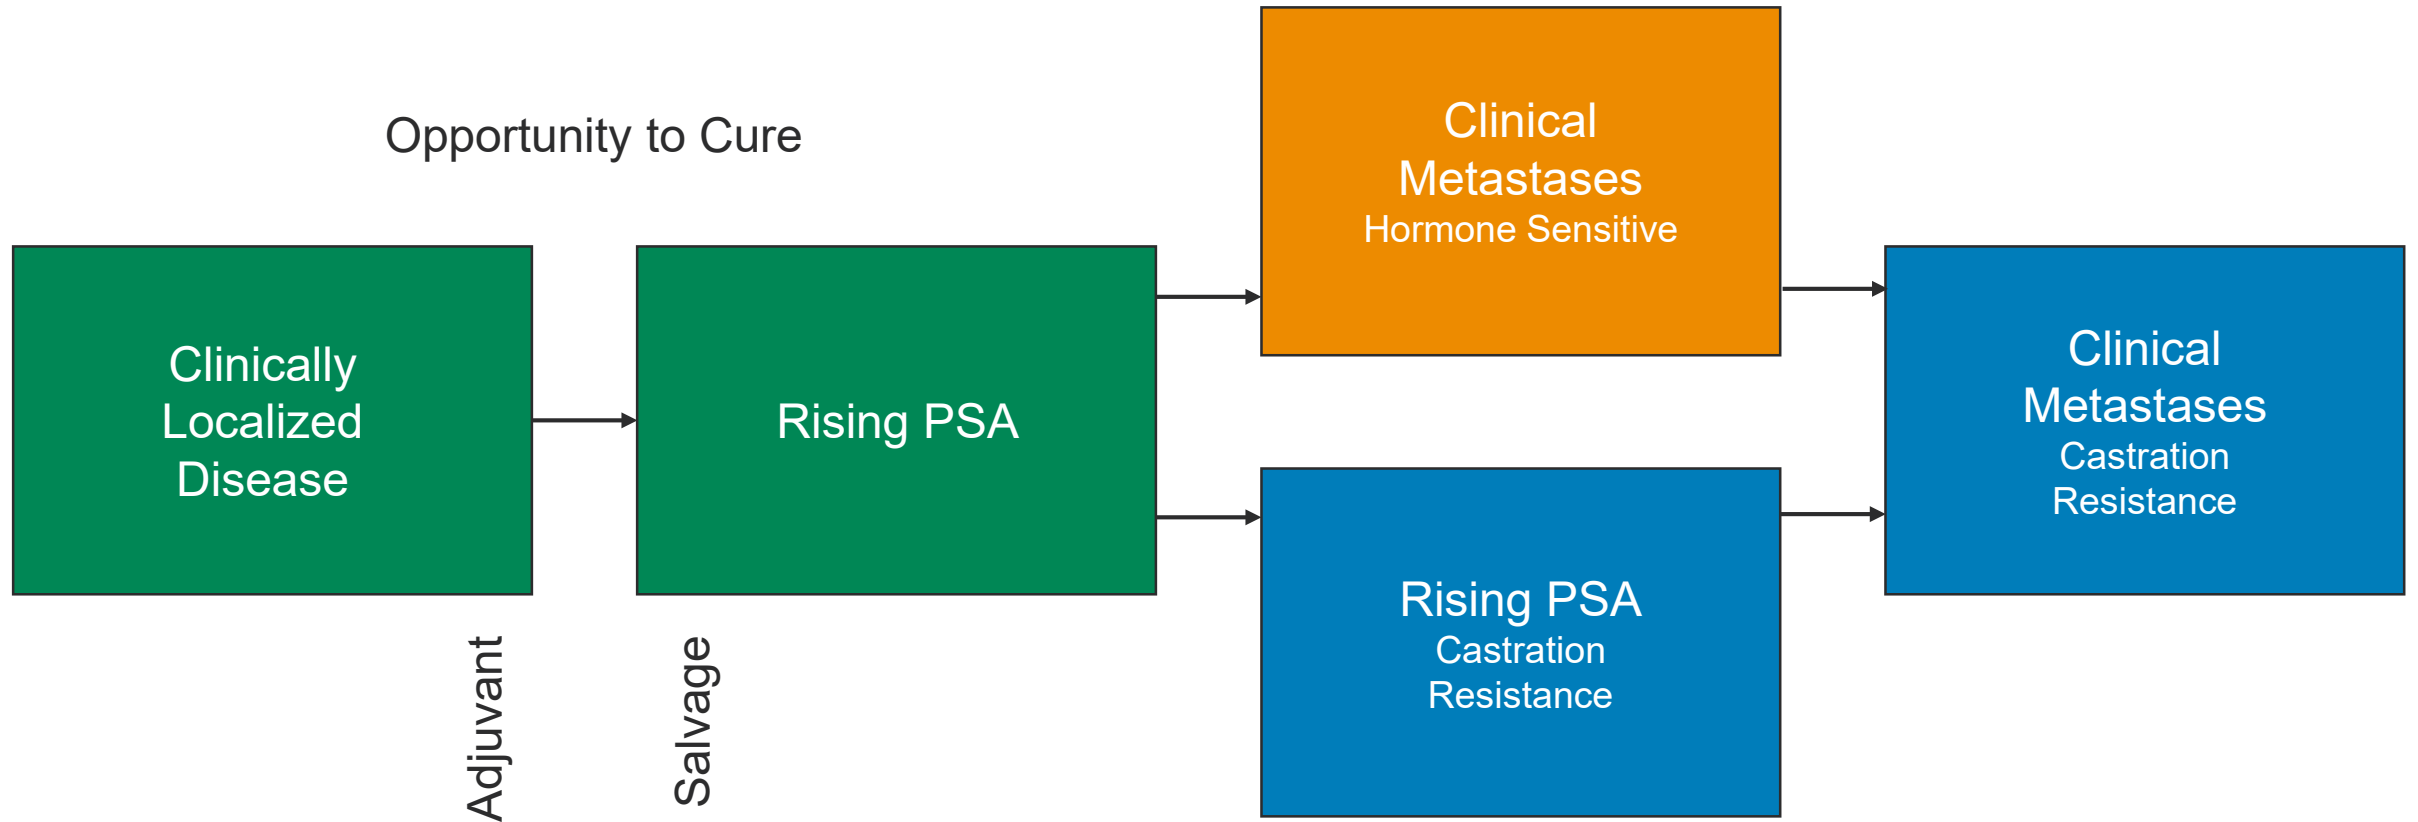 Opportunity to Cure
Clinically
Localized
Disease
Rising PSA
Clinical
Metastases
Hormone Sensitive
Rising PSA
Castration
Resistance
Clinical
Metastases
Castration
Resistance
Adjuvant
Salvage